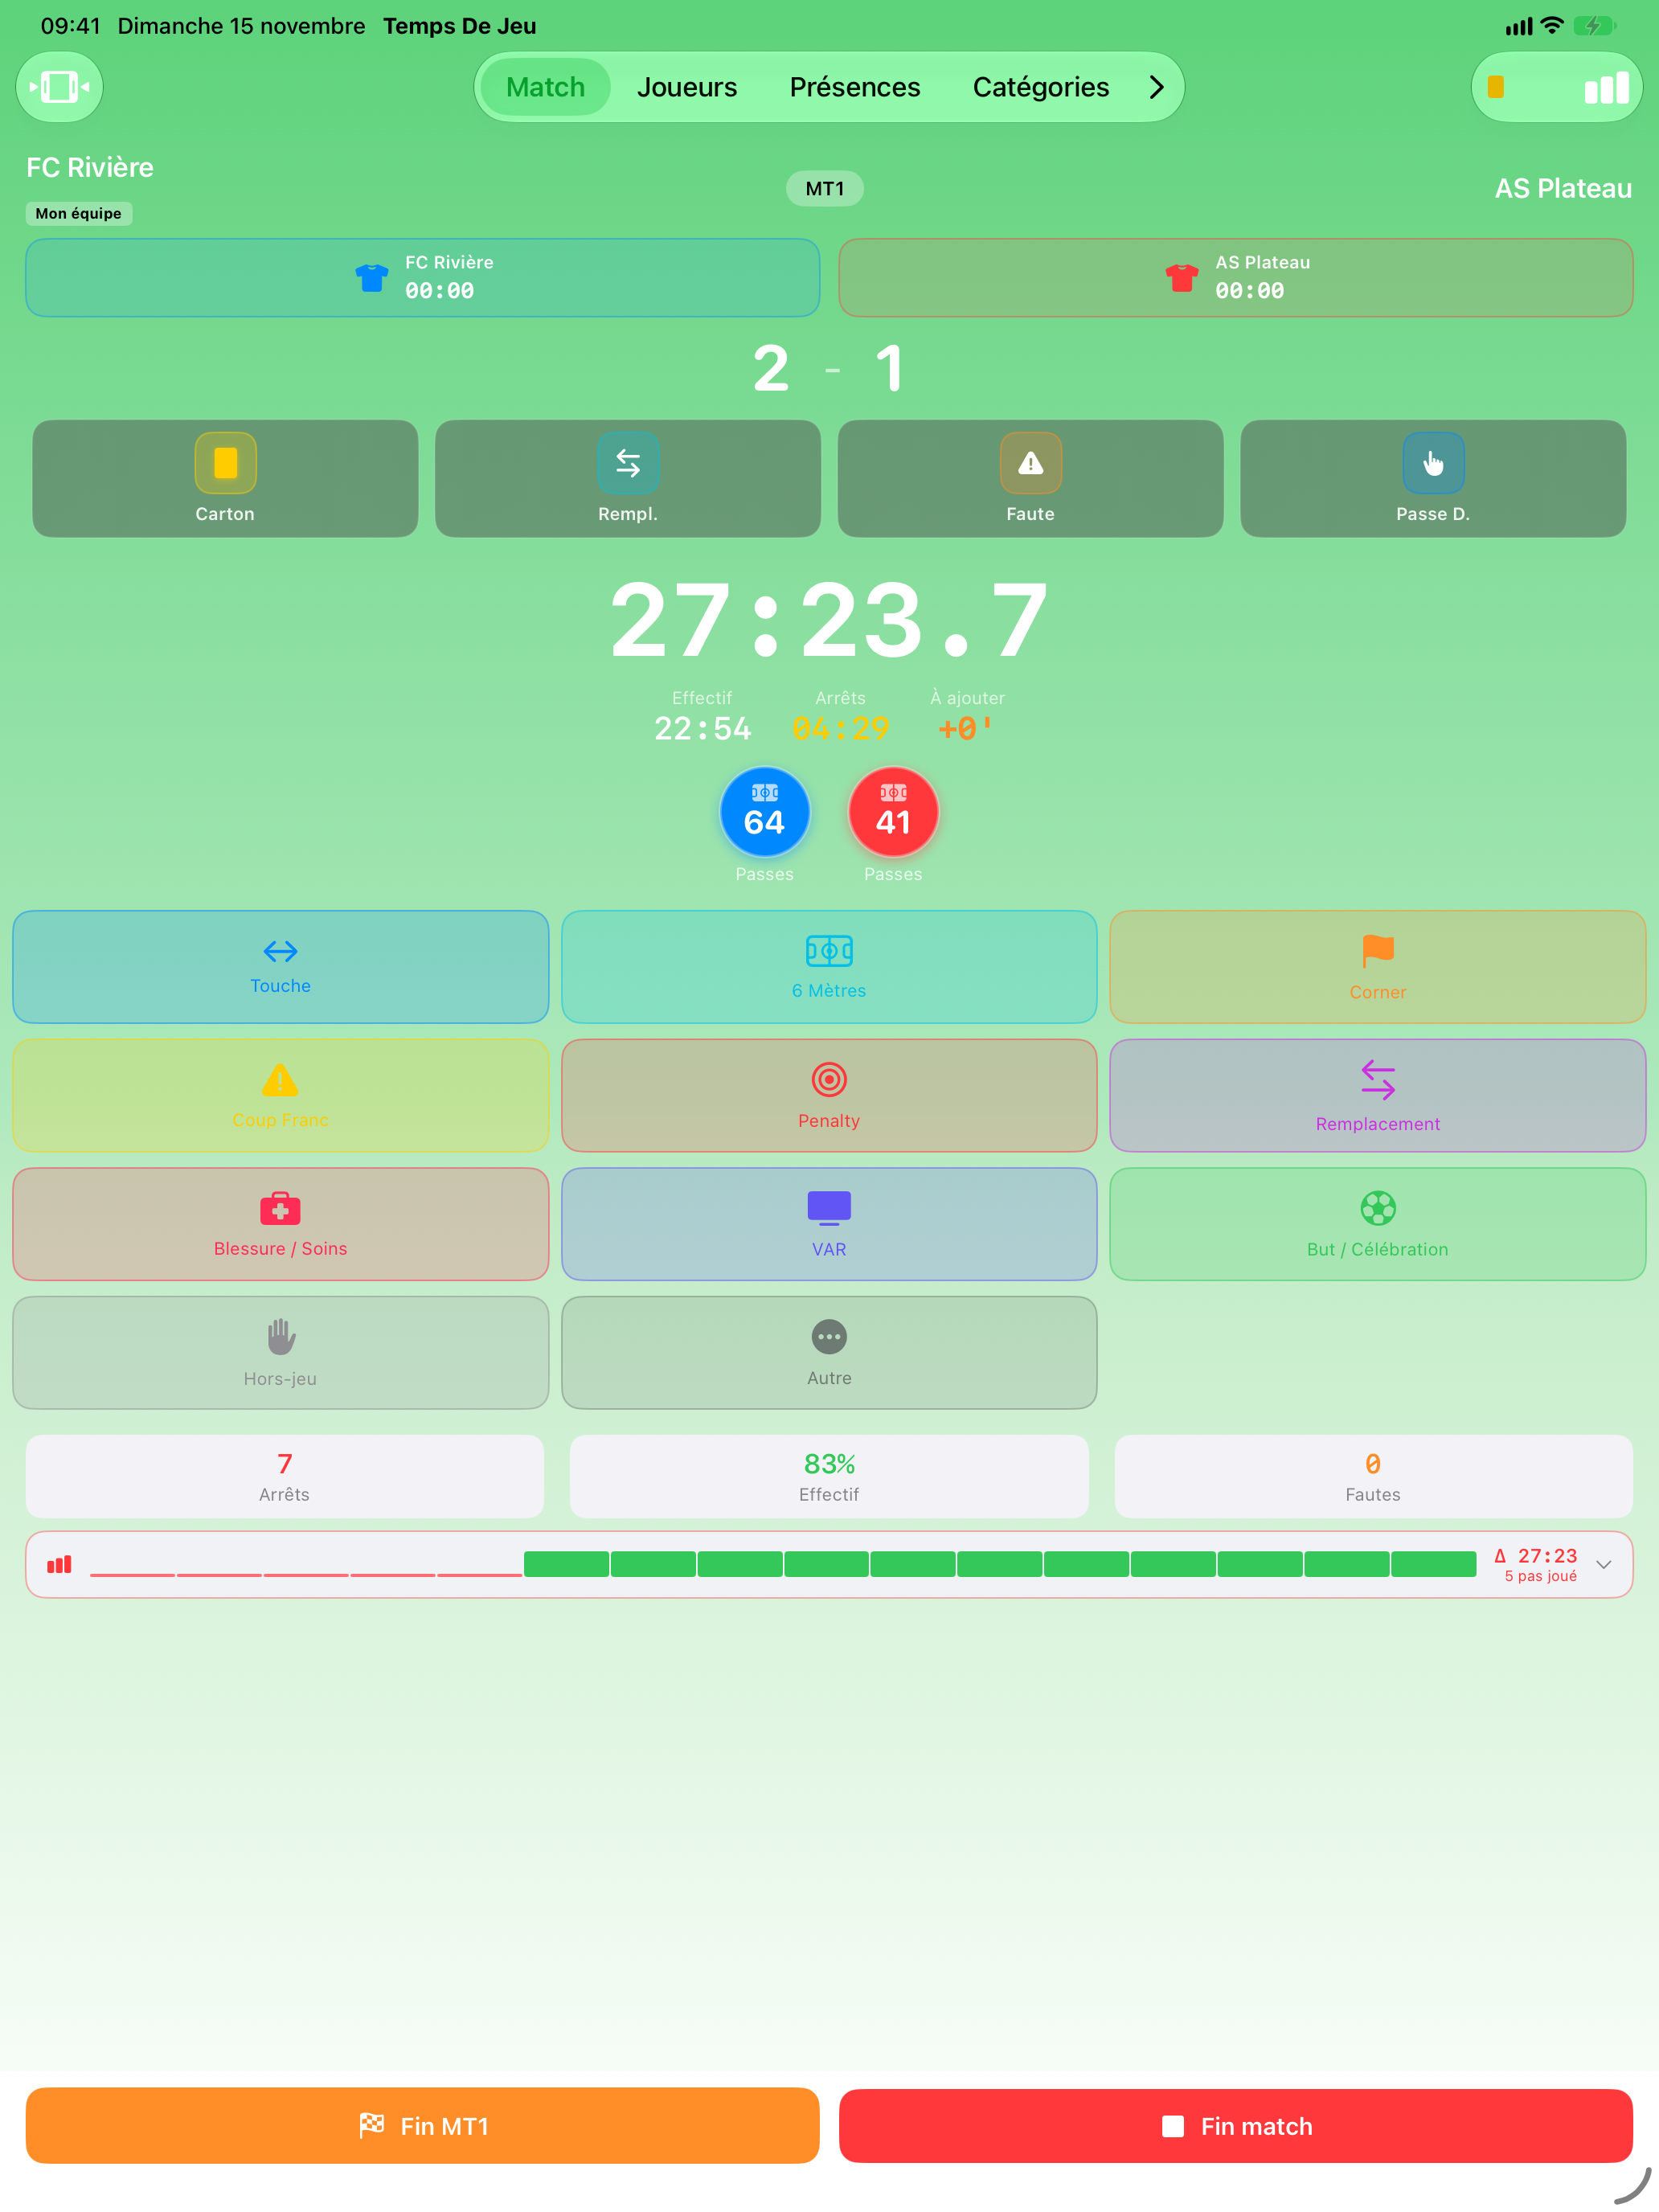 09:41 Dimanche 15 novembre Temps De Jeu
Match Joueurs Présences Catégories
FC Rivière
Mon équipe
MT1
AS Plateau
FC Rivière
00:00
AS Plateau
00:00
2 - 1
Carton
Rempl.
Faute
Passe D.
27:23.7
Effectif Arrêts À ajouter
22:54 04:29 +0'
64 41
Passes Passes
Touche
6 Mètres
Corner
Coup Franc
Penalty
Remplacement
Blessure / Soins
VAR
But / Célébration
Hors-jeu
Autre
7
Arrêts
83%
Effectif
0
Fautes
Δ 27:23
5 pas joué
Fin MT1
Fin match